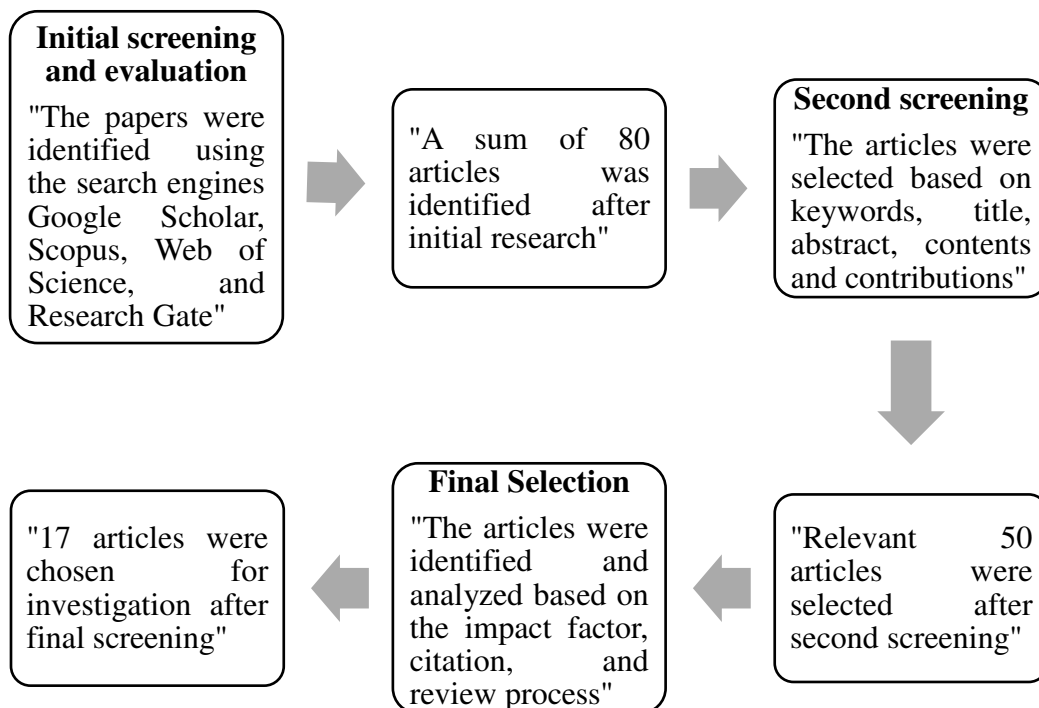 Initial screening
and evaluation
"The papers were
identified using
the search engines
Google Scholar,
Scopus, Web of
Science, and
Research Gate"
"A sum of 80
articles was
identified after
initial research"
Second screening
"The articles were
selected based on
keywords, title,
abstract, contents
and contributions"
"Relevant 50
articles were
selected after
second screening"
Final Selection
"The articles were
identified and
analyzed based on
the impact factor,
citation, and
review process"
"17 articles were
chosen for
investigation after
final screening"